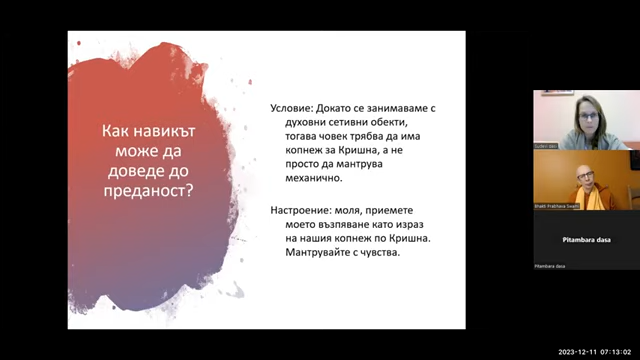 Как навикът
може да
доведе до
преданост?
Условие: Докато се занимаваме с
духовни сетивни обекти,
тогава човек трябва да има
копнеж за Кришна, а не
просто да мантрува
механично.
Настроение: моля, приемете
моето възпяване като израз
на нашия копнеж по Кришна.
Мантрувайте с чувства.
Bhakti Prabhava Swami
Pitambara dasa
Pitambara dasa
2023-12-11 07:13:02